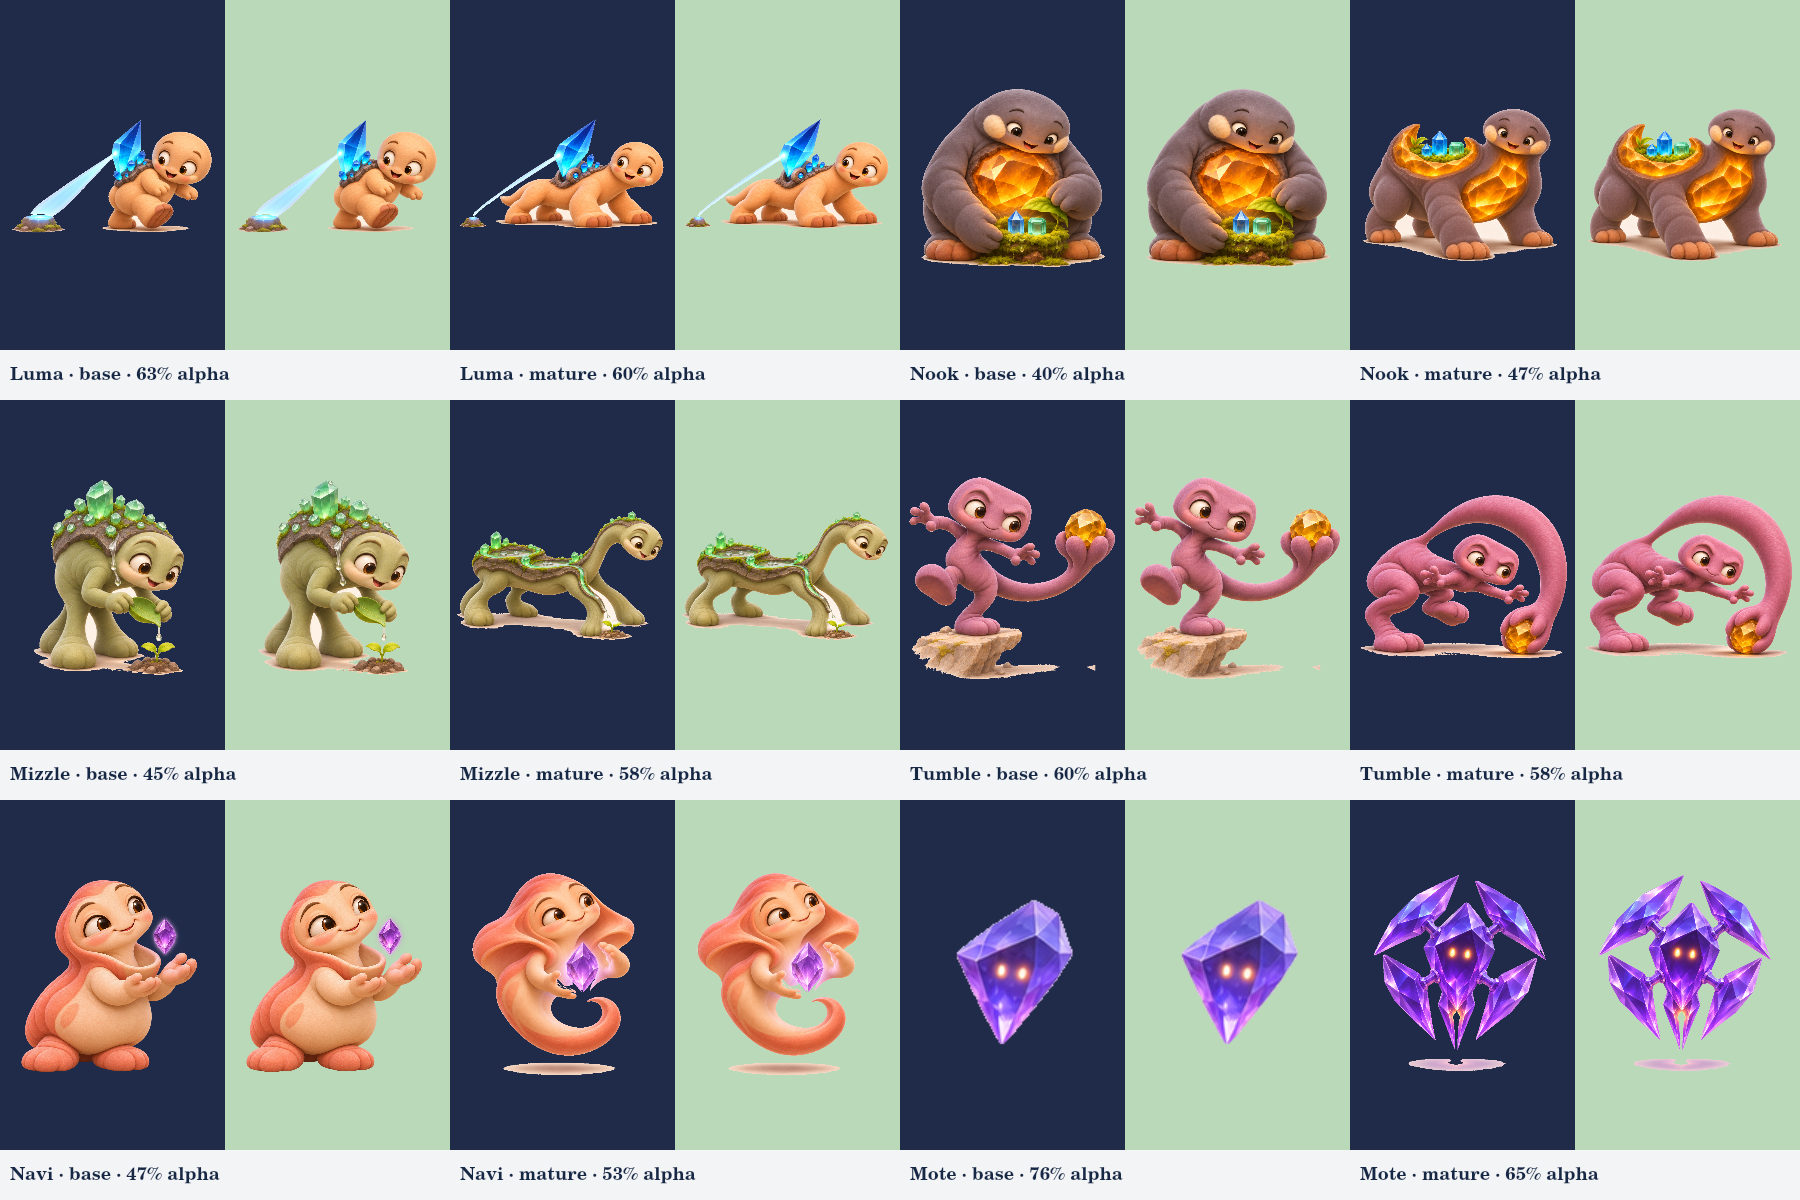 Luma · base · 63% alpha
Luma · mature · 60% alpha
Nook · base · 40% alpha
Nook · mature · 47% alpha
Mizzle · base · 45% alpha
Mizzle · mature · 58% alpha
Tumble · base · 60% alpha
Tumble · mature · 58% alpha
Navi · base · 47% alpha
Navi · mature · 53% alpha
Mote · base · 76% alpha
Mote · mature · 65% alpha